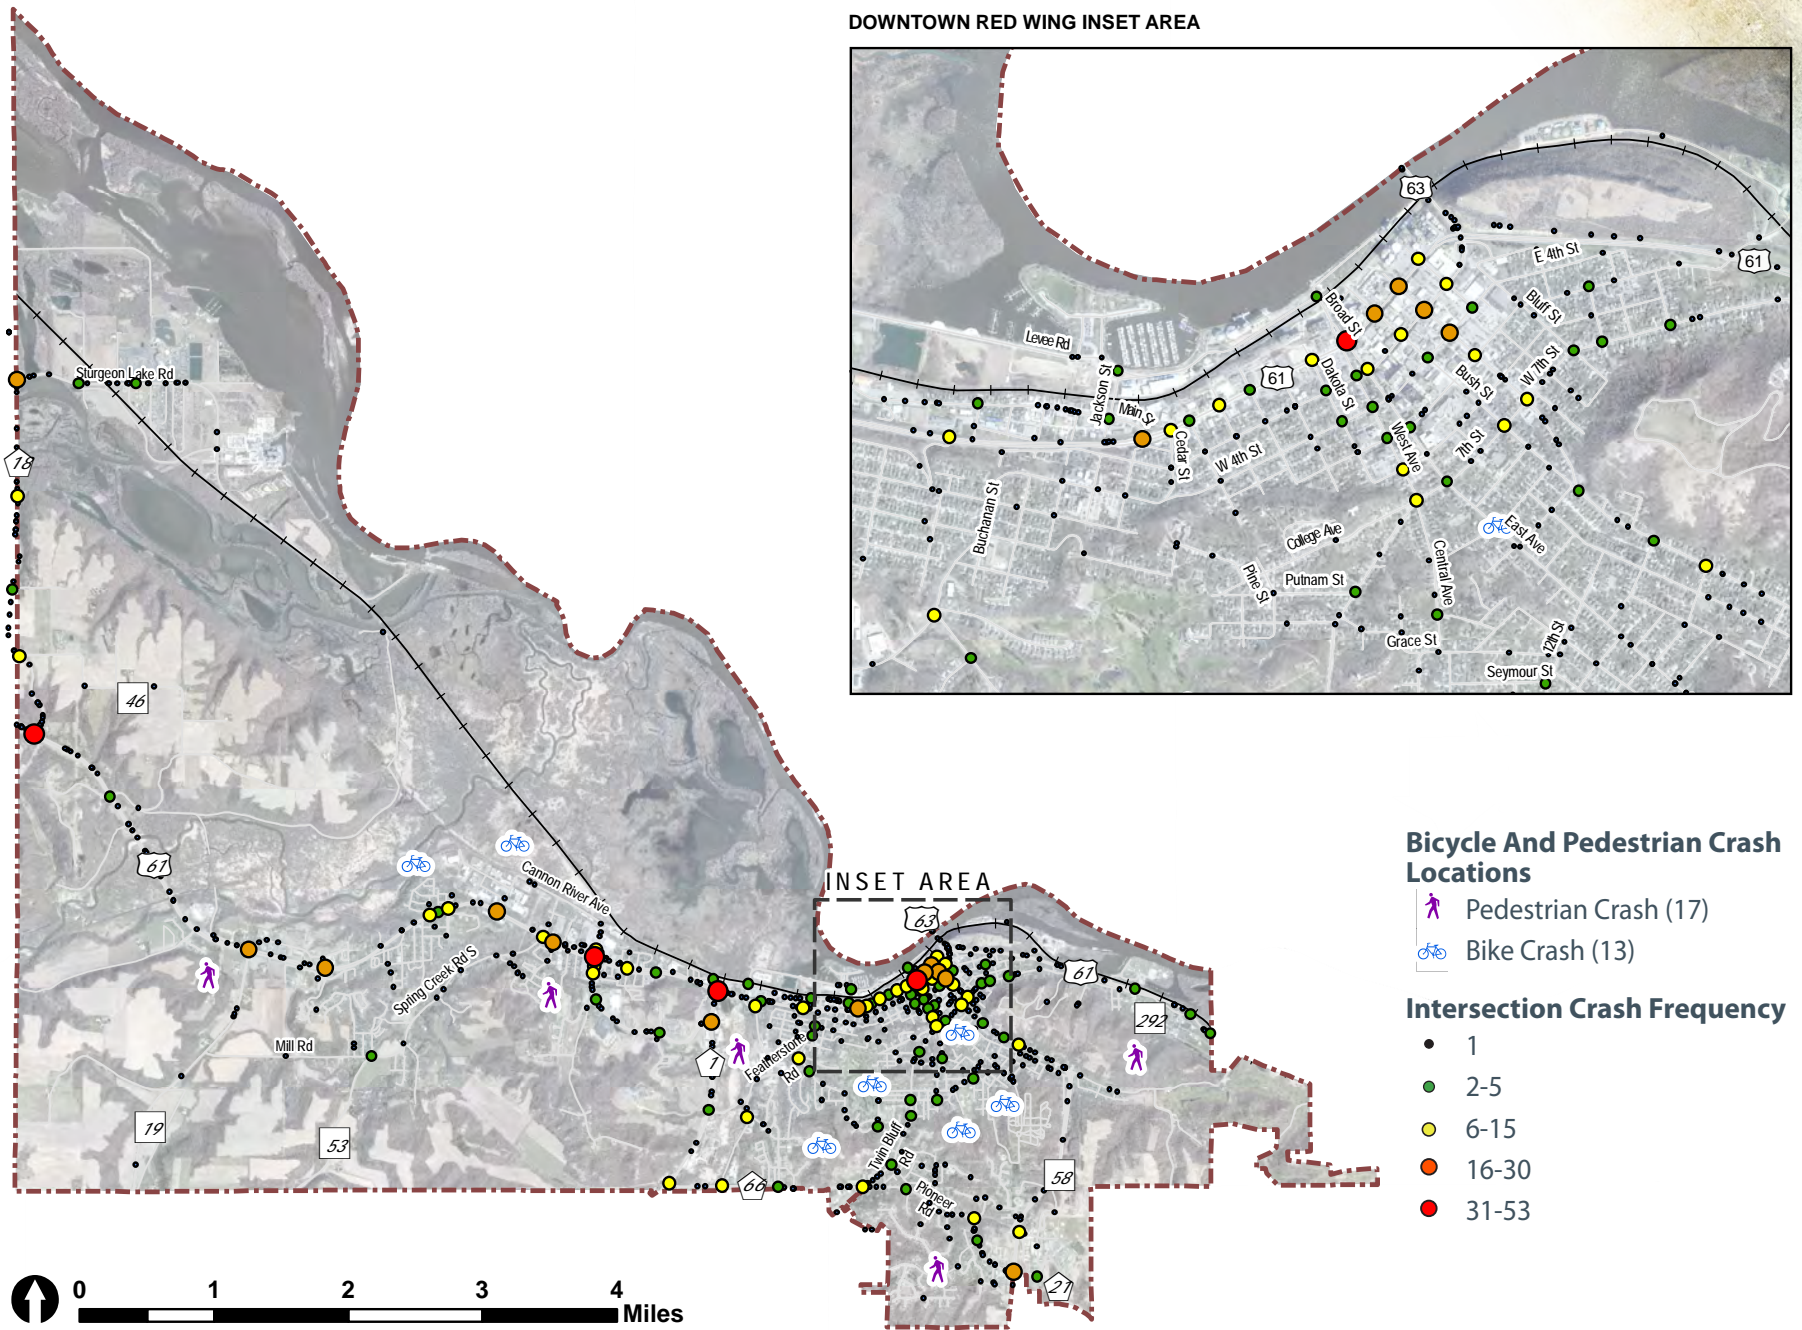 DOWNTOWN RED WING INSET AREA
63
E 4th St
61
Bluff St
Broad St
Levee Rd
W 7th St
61
Bush St
Dakota St
Jackson St
Main St
West Ave
7th St
Cedar St
W 4th St
Buchanan St
East Ave
College Ave
Central Ave
Pine St
Putnam St
12th St
Grace St
Seymour St
Sturgeon Lake Rd
18
46
61
Cannon River Ave
INSET AREA
63
Spring Creek Rd S
61
292
Mill Rd
Featherstone
Rd
1
19
53
Twin Bluff
Rd
66
58
Pioneer
Rd
21
Bicycle And Pedestrian Crash
Locations
Pedestrian Crash (17)
Bike Crash (13)
Intersection Crash Frequency
1
2-5
6-15
16-30
31-53
0 1 2 3 4
Miles